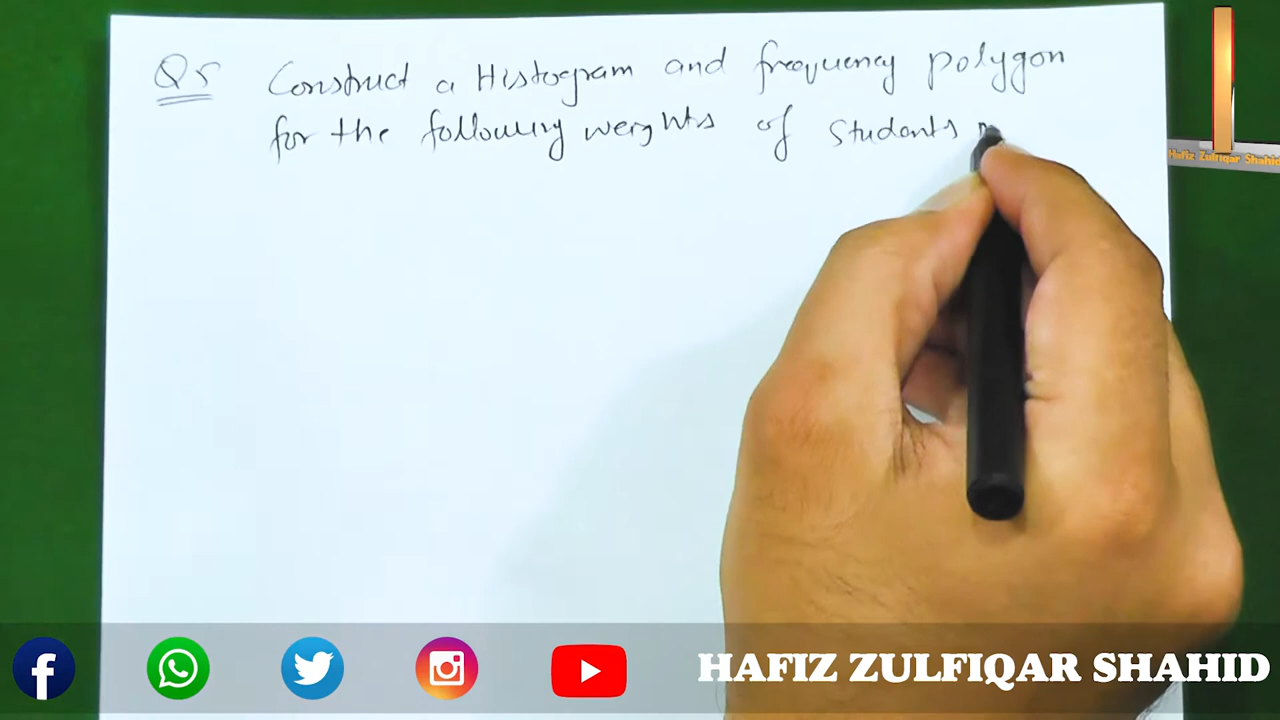 Q5 Construct a Histogram and frequency polygon
for the following weights of Students
Hafiz Zulfiqar Shahid
HAFIZ ZULFIQAR SHAHID